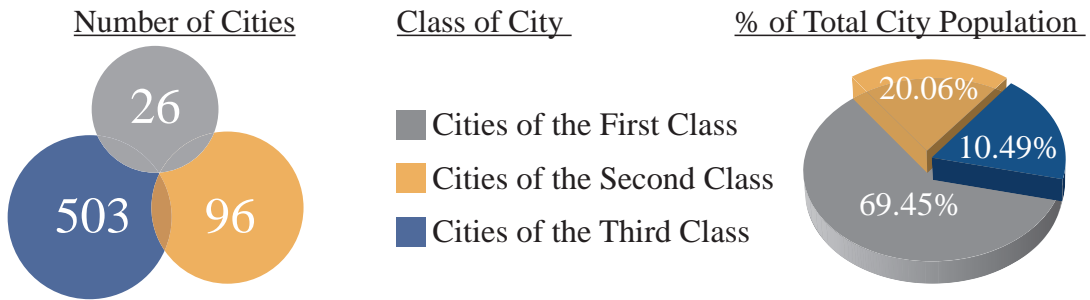 Number of Cities
Class of City
% of Total City Population
26
503
96
Cities of the First Class
Cities of the Second Class
Cities of the Third Class
20.06%
10.49%
69.45%